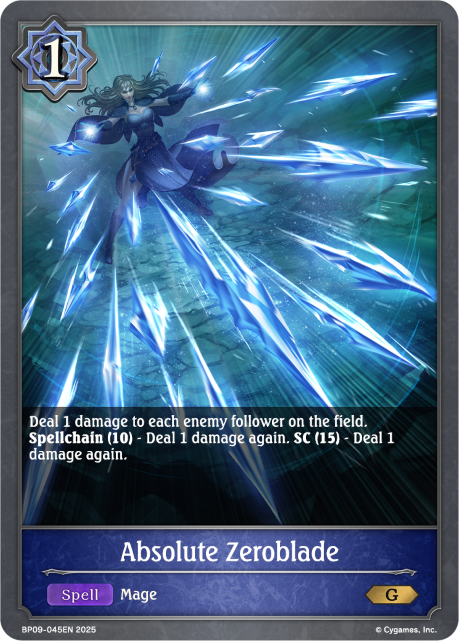 1
Deal 1 damage to each enemy follower on the field.
Spellchain (10) - Deal 1 damage again. SC (15) - Deal 1
damage again.
Absolute Zeroblade
Spell Mage G
BP09-045EN 2025 © Cygames, Inc.